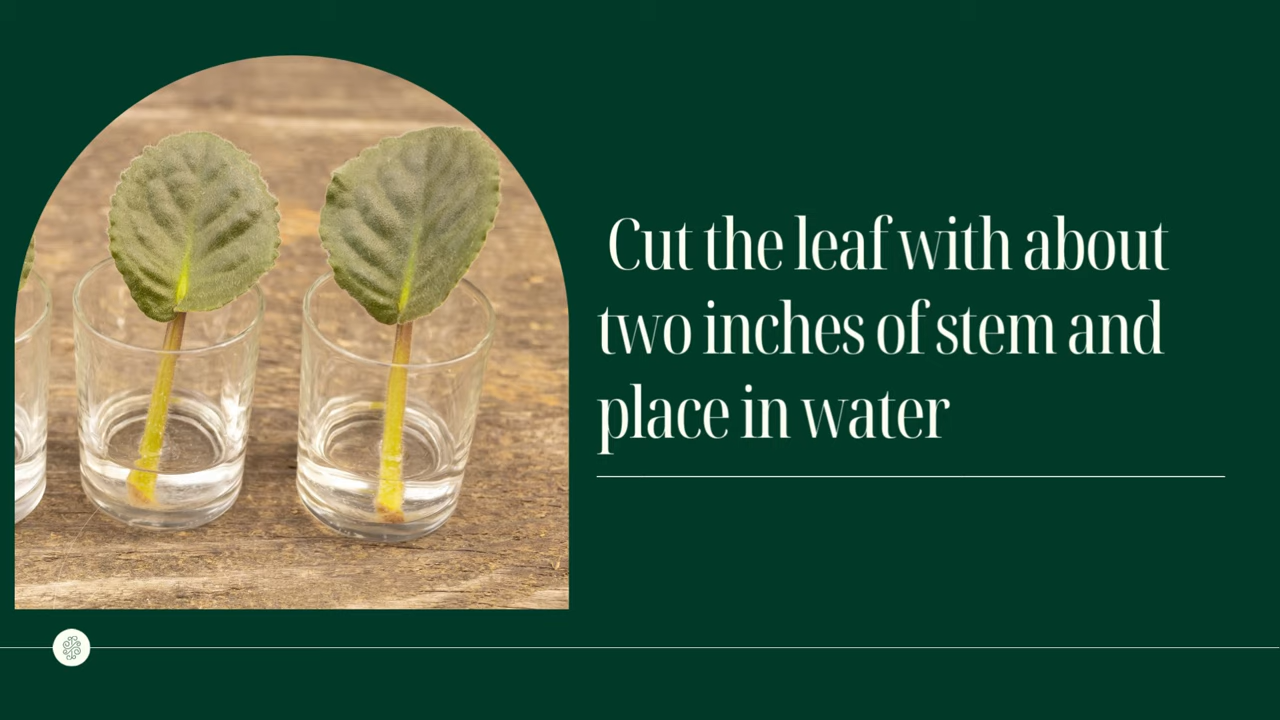 Cut the leaf with about
two inches of stem and
place in water